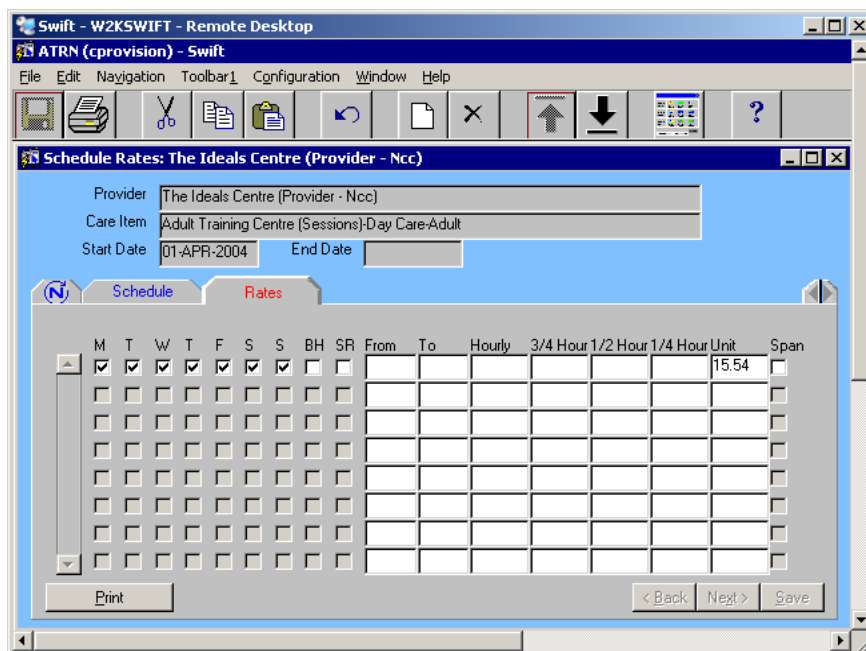 Swift - W2KSWIFT - Remote Desktop
ATRN (cprovision) - Swift
File Edit Navigation Toolbar1 Configuration Window Help
?
Schedule Rates: The Ideals Centre (Provider - Ncc)
Provider The Ideals Centre (Provider - Ncc)
Care Item Adult Training Centre (Sessions)-Day Care-Adult
Start Date 01-APR-2004 End Date
N Schedule Rates
M T W T F S S BH SR From To Hourly 3/4 Hour 1/2 Hour 1/4 Hour Unit Span
15.54
Print < Back Next > Save